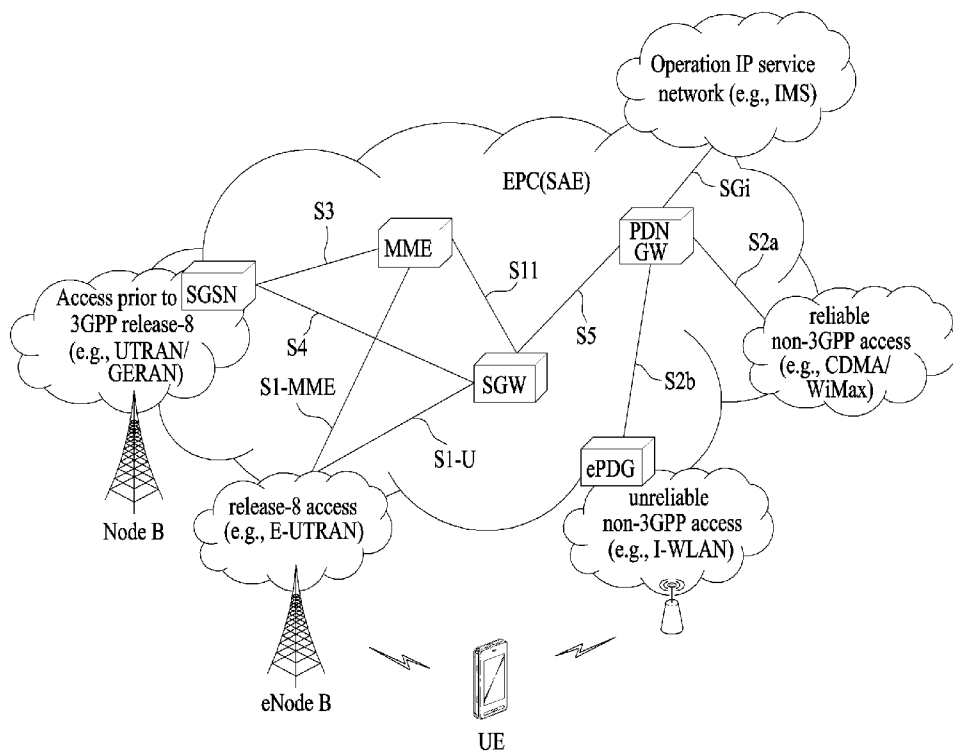 Operation IP service
network (e.g., IMS)
EPC(SAE)
SGi
S3
MME
PDN
GW
S2a
S11
SGSN
Access prior to
3GPP release-8
(e.g., UTRAN/
GERAN)
S4
S5
reliable
non-3GPP access
(e.g., CDMA/
WiMax)
S1-MME
SGW
S2b
S1-U
ePDG
Node B
release-8 access
(e.g., E-UTRAN)
unreliable
non-3GPP access
(e.g., I-WLAN)
eNode B
UE